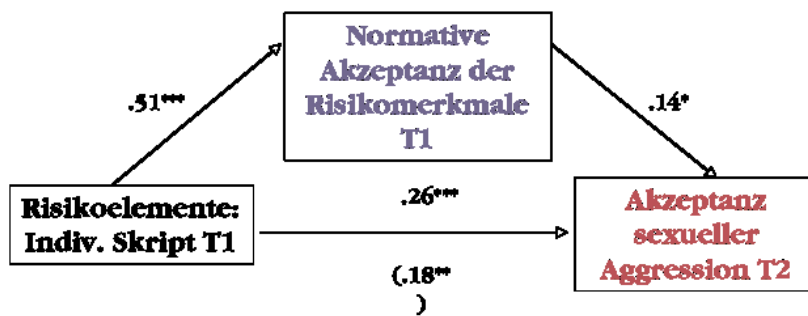 Normative
Akzeptanz der
Risikomerkmale
T1
.51***
.14*
Risikoelemente:
Indiv. Skript T1
.26***
(.18**
)
Akzeptanz
sexueller
Aggression T2